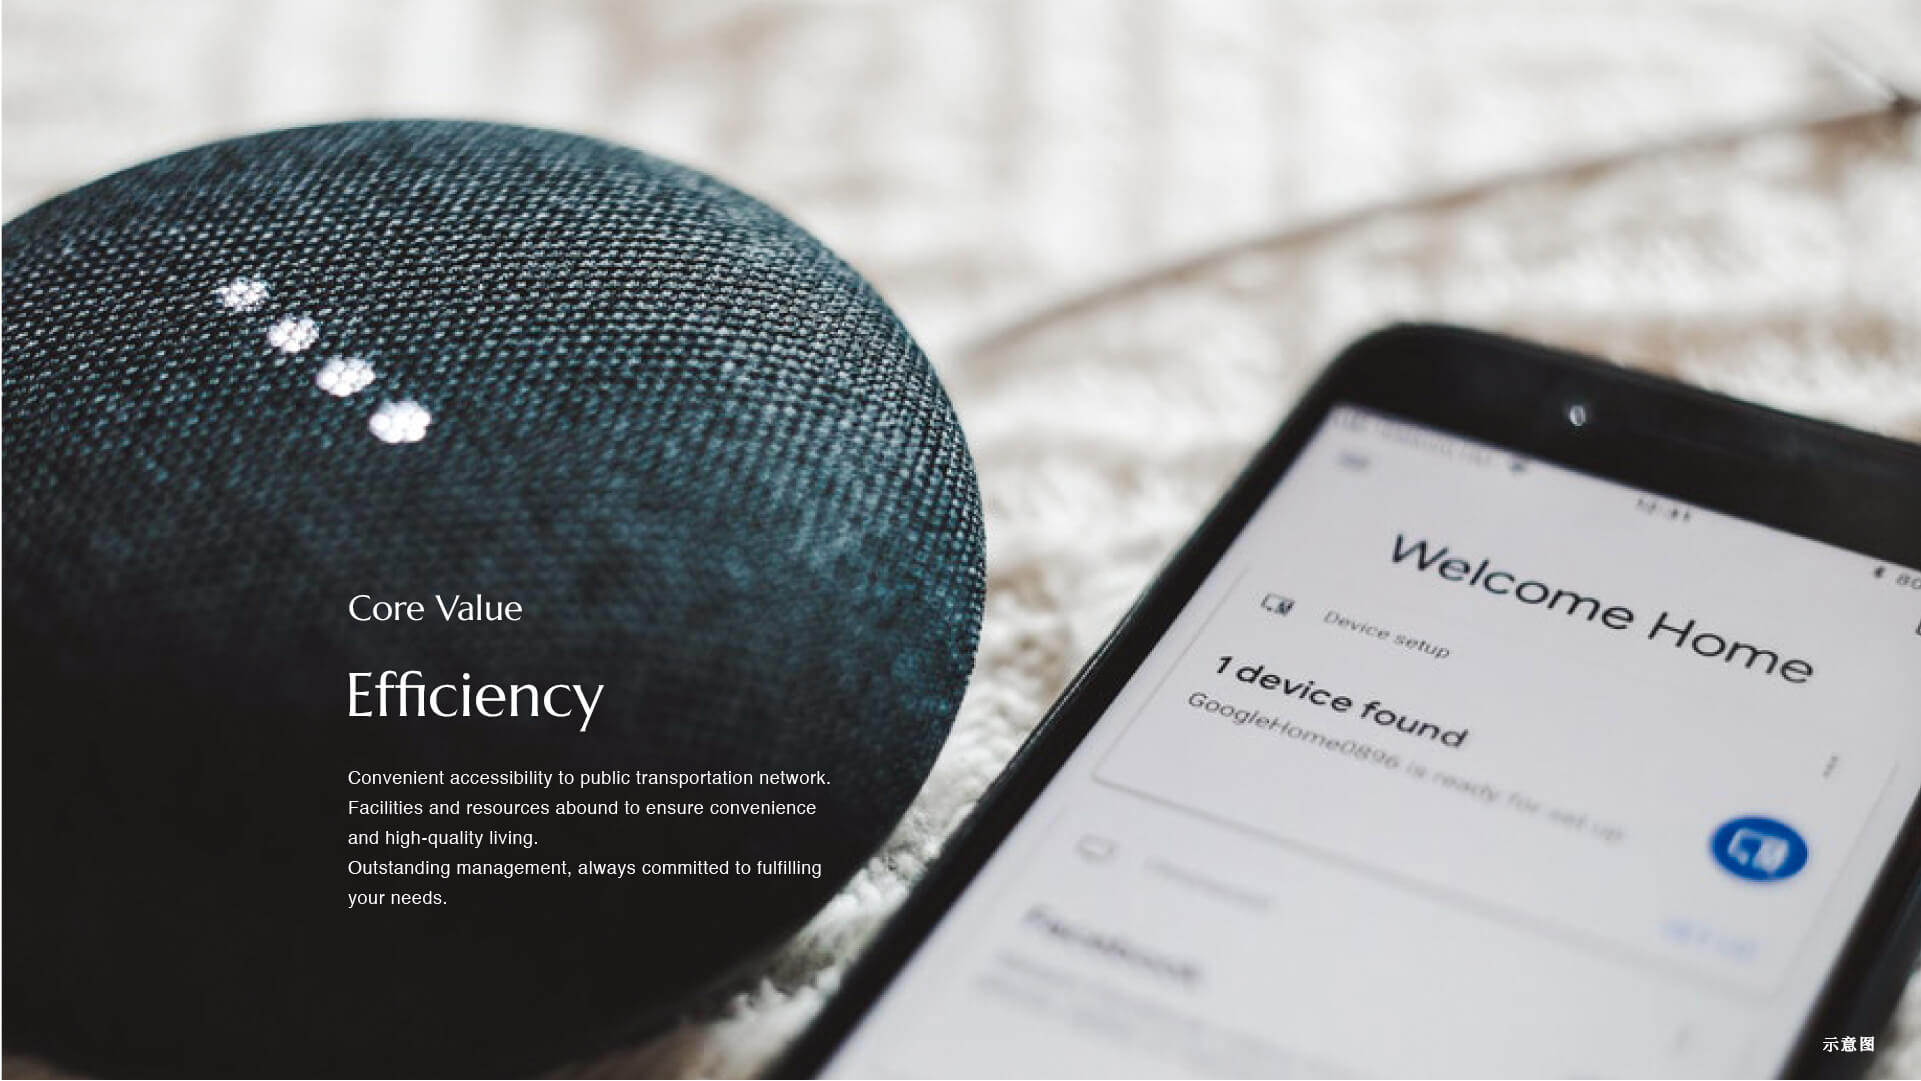 Core Value
Efficiency
Convenient accessibility to public transportation network.
Facilities and resources abound to ensure convenience
and high-quality living.
Outstanding management, always committed to fulfilling
your needs.
12:31
Welcome Home
Device setup
1 device found
GoogleHome0896 is ready for set up
示意图